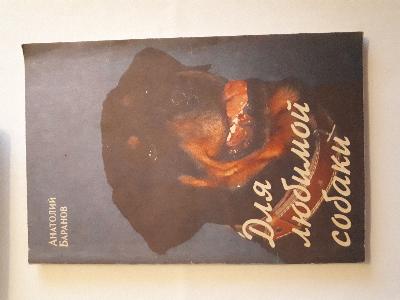 Анатолий
Баранов
Для
любимой
собаки